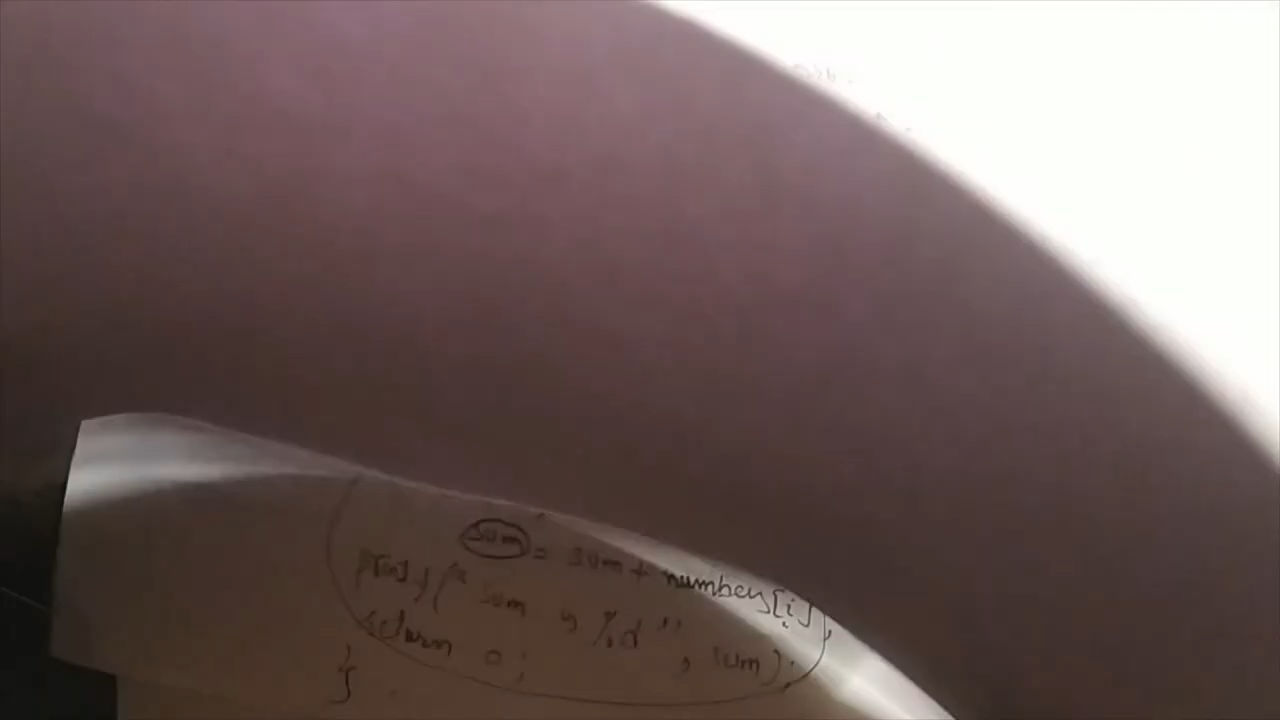 sum = sum + numbers[i];
printf("sum is %d", sum);
return 0;
}